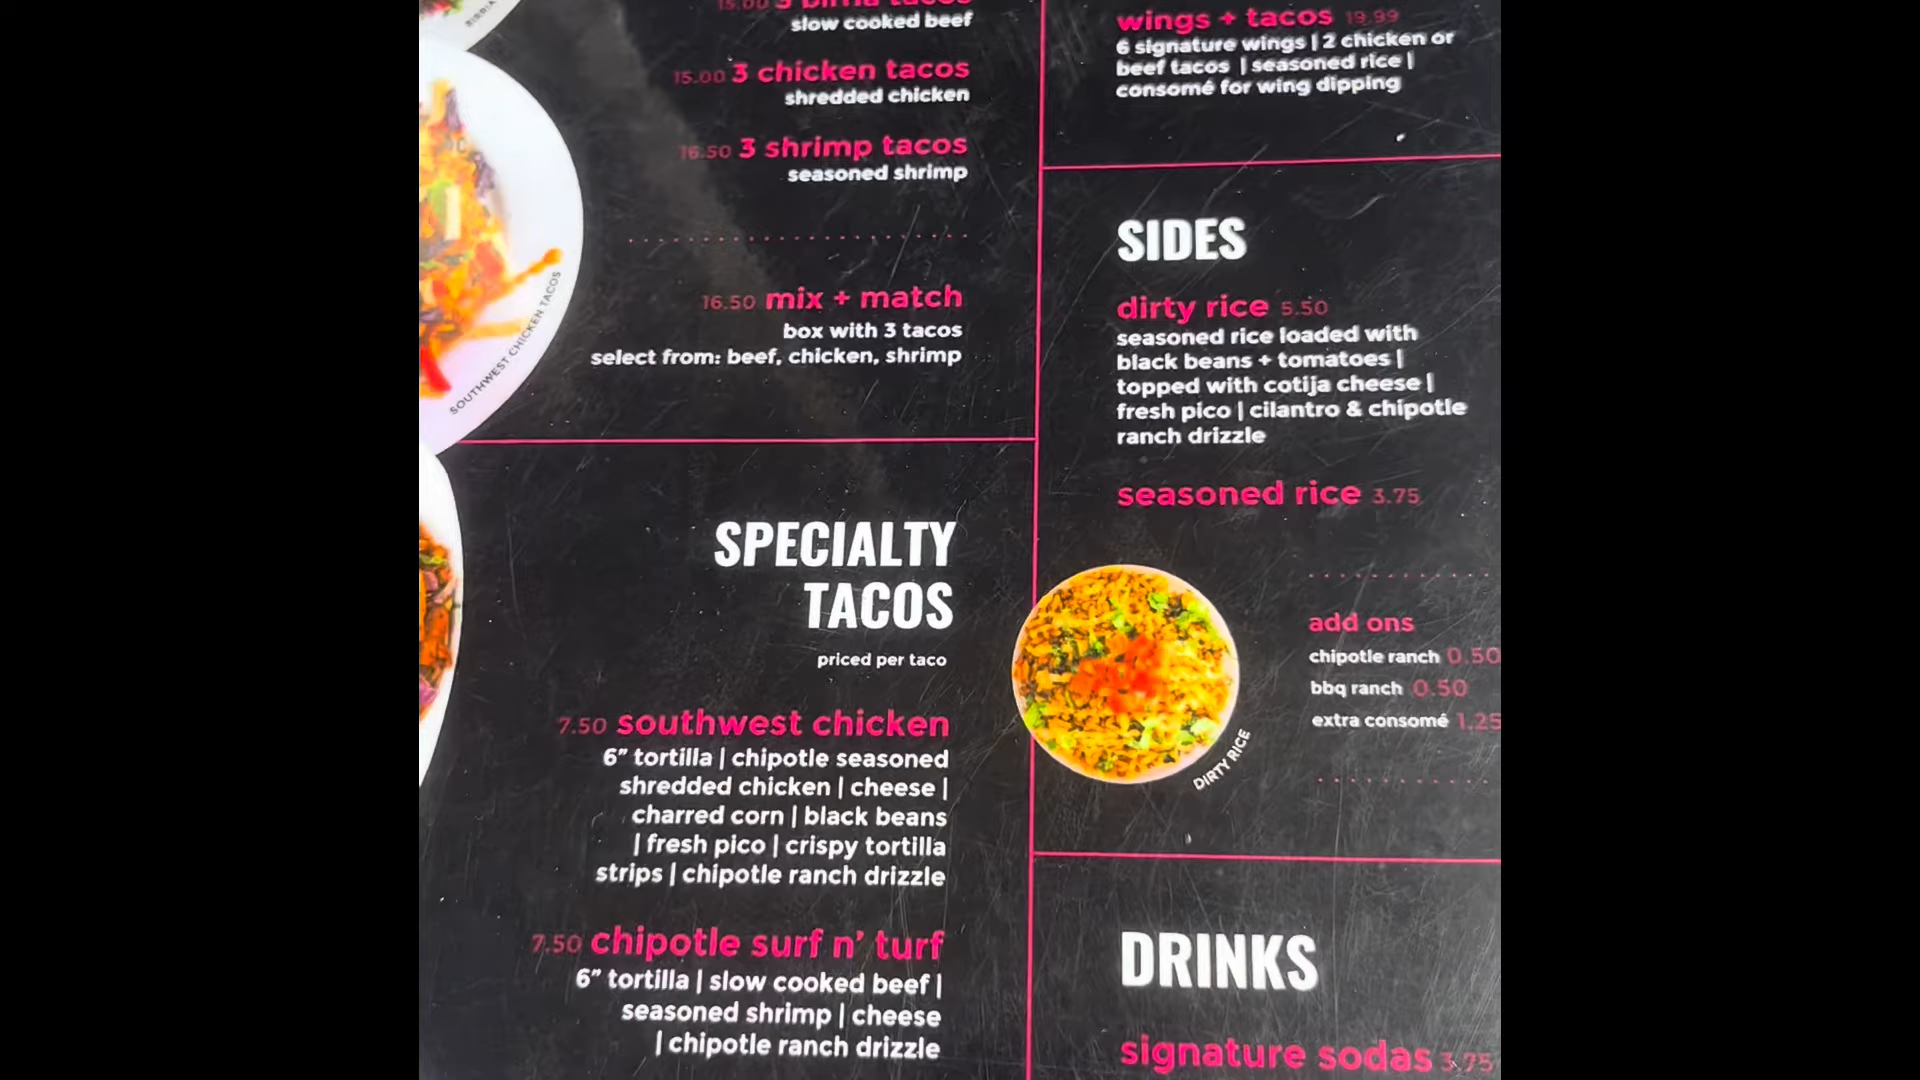 BIRRIA
15.00 3 birria tacos
slow cooked beef
15.00 3 chicken tacos
shredded chicken
16.50 3 shrimp tacos
seasoned shrimp
16.50 mix + match
box with 3 tacos
select from: beef, chicken, shrimp
SOUTHWEST CHICKEN TACOS
SPECIALTY
TACOS
priced per taco
7.50 southwest chicken
6” tortilla | chipotle seasoned
shredded chicken | cheese |
charred corn | black beans
| fresh pico | crispy tortilla
strips | chipotle ranch drizzle
7.50 chipotle surf n’ turf
6” tortilla | slow cooked beef |
seasoned shrimp | cheese
| chipotle ranch drizzle
wings + tacos 19.99
6 signature wings | 2 chicken or
beef tacos | seasoned rice |
consomé for wing dipping
SIDES
dirty rice 5.50
seasoned rice loaded with
black beans + tomatoes |
topped with cotija cheese |
fresh pico | cilantro & chipotle
ranch drizzle
seasoned rice 3.75
DIRTY RICE
add ons
chipotle ranch 0.50
bbq ranch 0.50
extra consomé 1.25
DRINKS
signature sodas 3.75